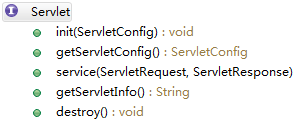 Servlet
init(ServletConfig) : void
getServletConfig() : ServletConfig
service(ServletRequest, ServletResponse)
getServletInfo() : String
destroy() : void